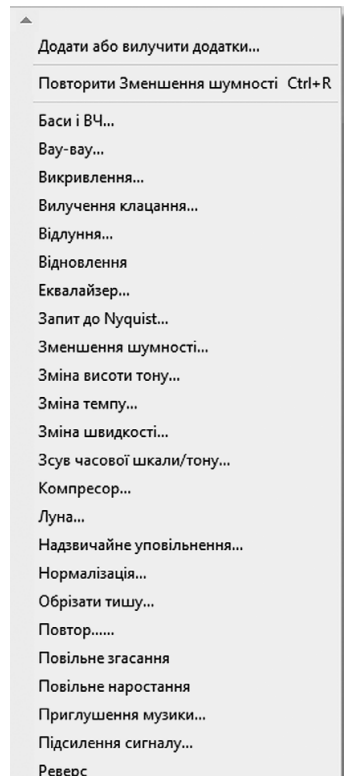 Додати або вилучити додатки...
Повторити Зменшення шумності Ctrl+R
Баси і ВЧ...
Вау-вау...
Викривлення...
Вилучення клацання...
Відлуння...
Відновлення
Еквалайзер...
Запит до Nyquist...
Зменшення шумності...
Зміна висоти тону...
Зміна темпу...
Зміна швидкості...
Зсув часової шкали/тону...
Компресор...
Луна...
Надзвичайне уповільнення...
Нормалізація...
Обрізати тишу...
Повтор......
Повільне згасання
Повільне наростання
Приглушення музики...
Підсилення сигналу...
Реверс